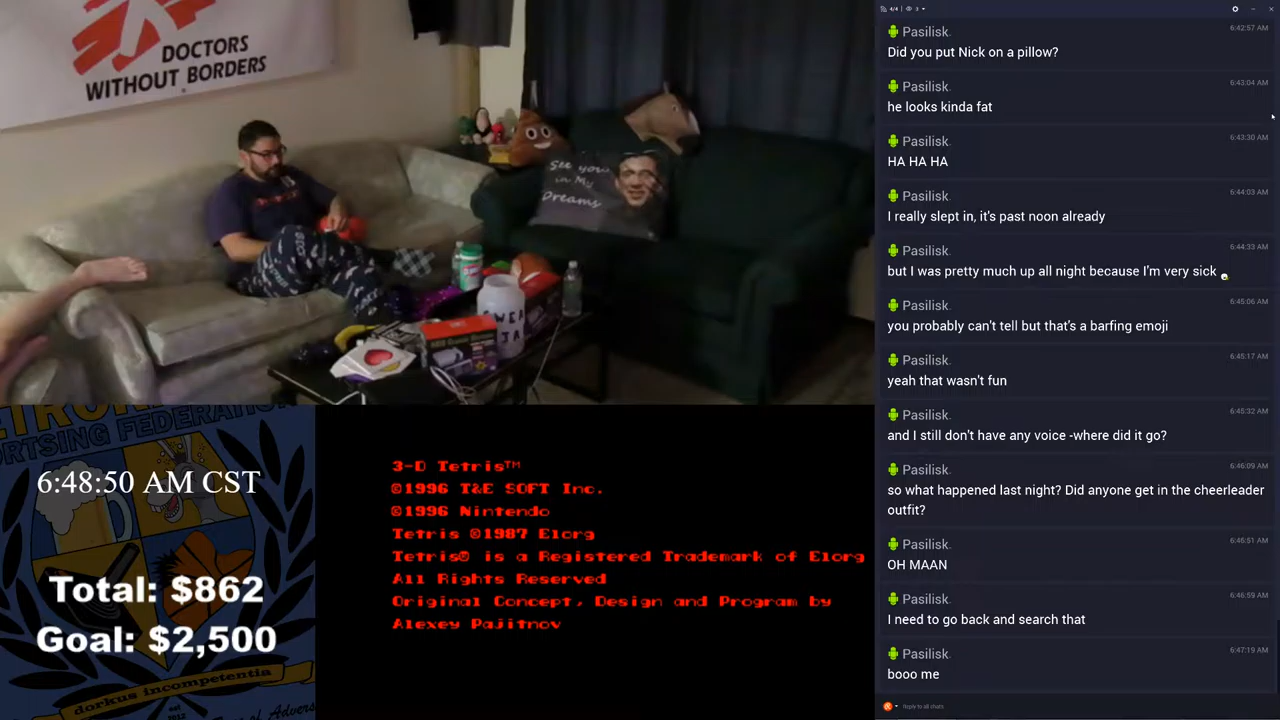 DOCTORS
WITHOUT BORDERS
See you
in My
Dreams
6:48:50 AM CST
Total: $862
Goal: $2,500
dorkus incompetentia
3-D Tetris™
©1996 T&E SOFT Inc.
©1996 Nintendo
Tetris ©1987 Elorg
Tetris® is a Registered Trademark of Elorg
All Rights Reserved
Original Concept, Design and Program by
Alexey Pajitnov
4/4 3
Pasilisk 6:42:57 AM
Did you put Nick on a pillow?
Pasilisk 6:43:04 AM
he looks kinda fat
Pasilisk 6:43:30 AM
HA HA HA
Pasilisk 6:44:03 AM
I really slept in, it's past noon already
Pasilisk 6:44:33 AM
but I was pretty much up all night because I'm very sick
Pasilisk 6:45:06 AM
you probably can't tell but that's a barfing emoji
Pasilisk 6:45:17 AM
yeah that wasn't fun
Pasilisk 6:45:32 AM
and I still don't have any voice -where did it go?
Pasilisk 6:46:09 AM
so what happened last night? Did anyone get in the cheerleader
outfit?
Pasilisk 6:46:51 AM
OH MAAN
Pasilisk 6:46:59 AM
I need to go back and search that
Pasilisk 6:47:19 AM
booo me
Reply to all chats